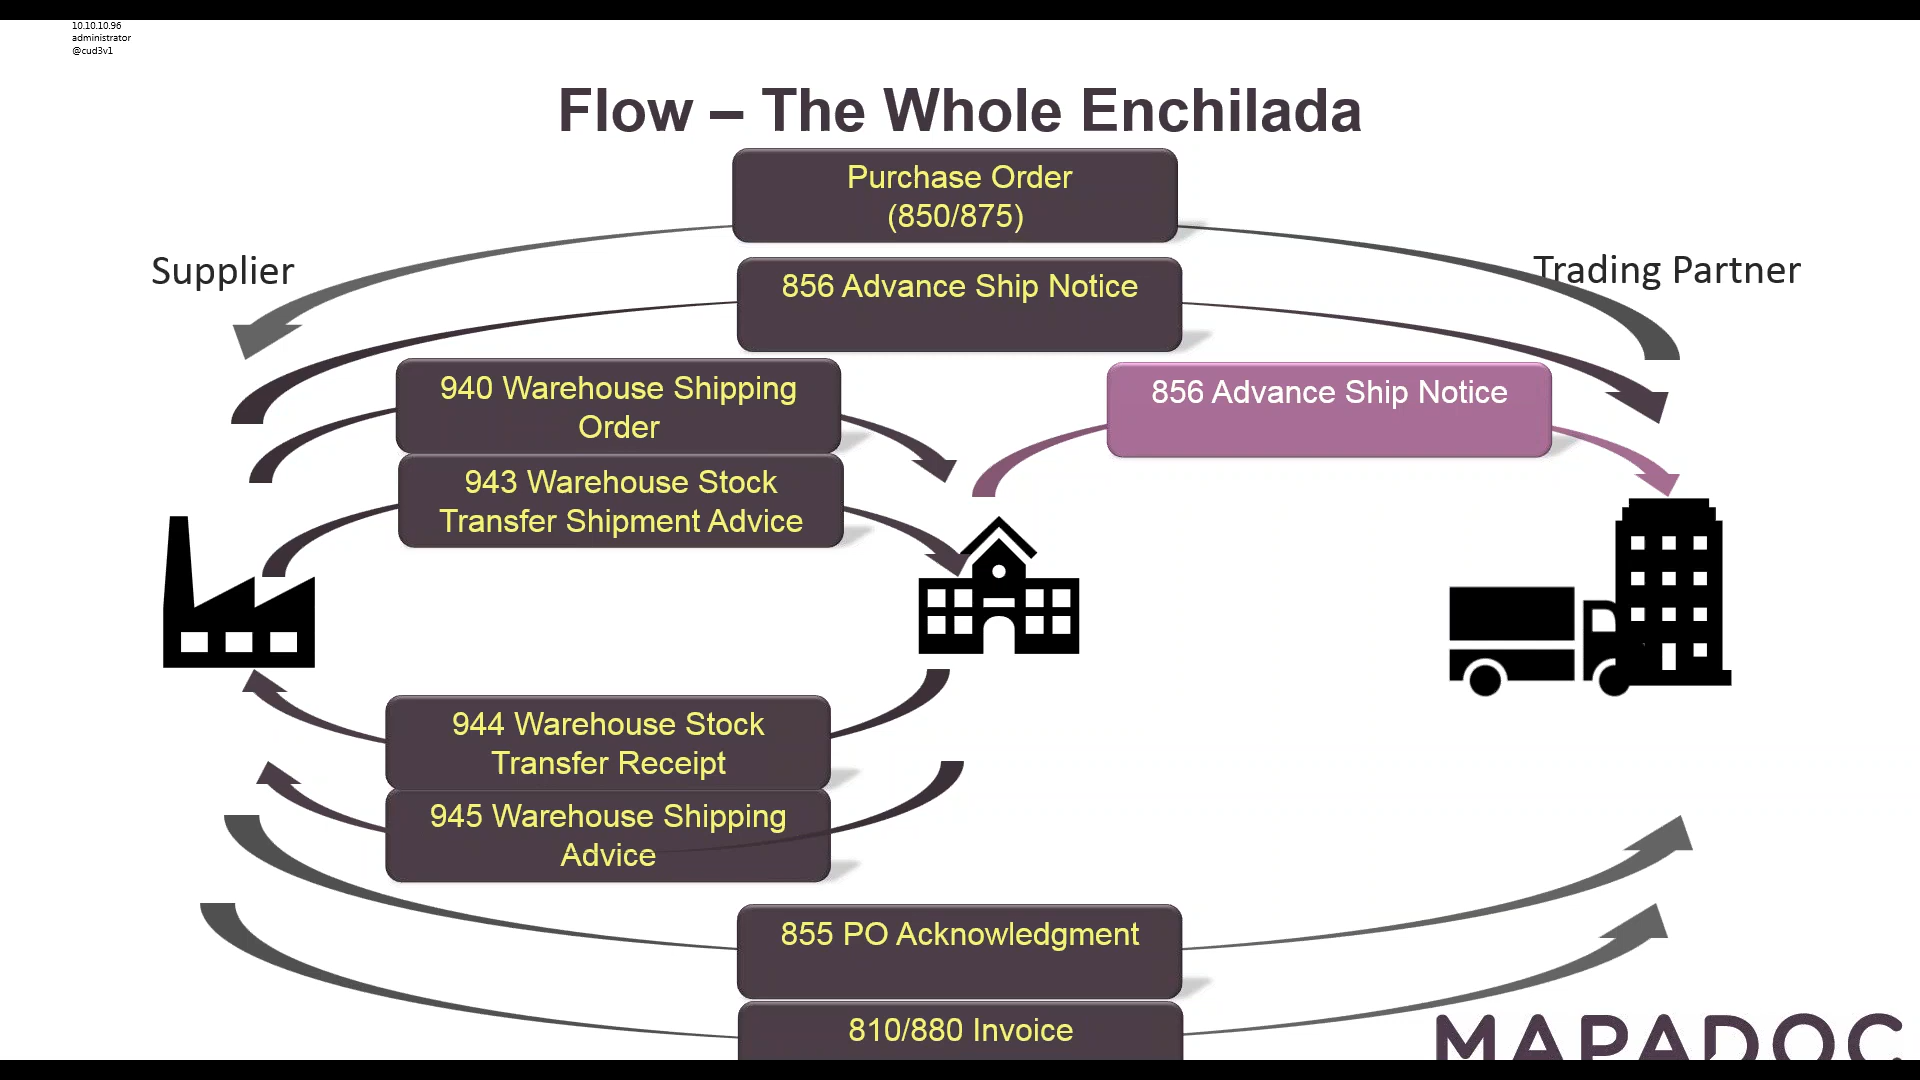 10.10.10.96
administrator
@cud3v1
Flow – The Whole Enchilada
Purchase Order
(850/875)
Supplier
Trading Partner
856 Advance Ship Notice
940 Warehouse Shipping
Order
856 Advance Ship Notice
943 Warehouse Stock
Transfer Shipment Advice
944 Warehouse Stock
Transfer Receipt
945 Warehouse Shipping
Advice
855 PO Acknowledgment
810/880 Invoice
MAPADOC